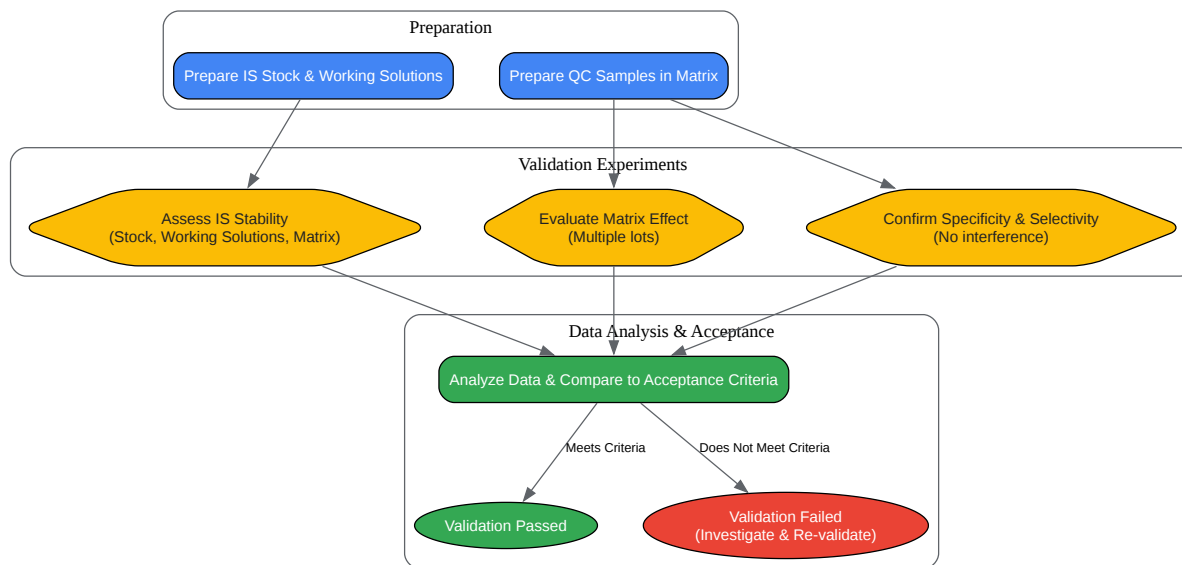 Preparation
Prepare IS Stock & Working Solutions
Prepare QC Samples in Matrix
Validation Experiments
Assess IS Stability
(Stock, Working Solutions, Matrix)
Evaluate Matrix Effect
(Multiple lots)
Confirm Specificity & Selectivity
(No interference)
Data Analysis & Acceptance
Analyze Data & Compare to Acceptance Criteria
Meets Criteria
Does Not Meet Criteria
Validation Passed
Validation Failed
(Investigate & Re-validate)